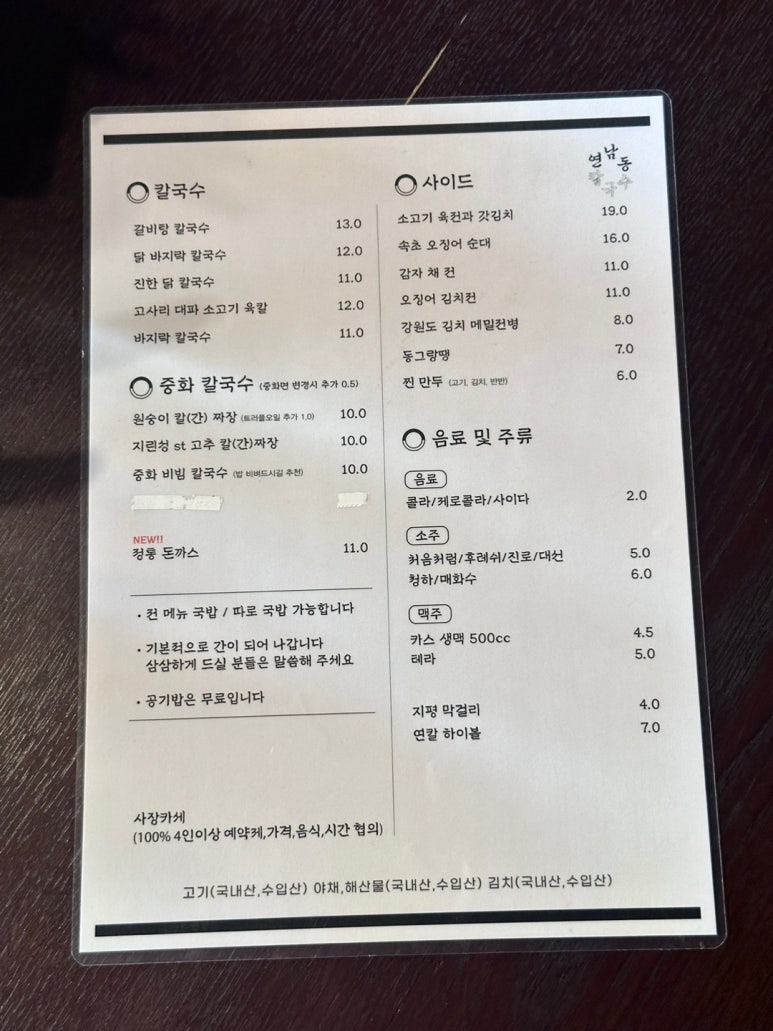 연남동
칼국수
칼국수
갈비탕 칼국수 13.0
닭 바지락 칼국수 12.0
진한 닭 칼국수 11.0
고사리 대파 소고기 육칼 12.0
바지락 칼국수 11.0
중화 칼국수 (중화면 변경시 추가 0.5)
원숭이 칼(간) 짜장 (트러플오일 추가 1.0) 10.0
지린성 st 고추 칼(간)짜장 10.0
중화 비빔 칼국수 (밥 비벼드시길 추천) 10.0
NEW!!
정통 돈까스 11.0
· 전 메뉴 국밥 / 따로 국밥 가능합니다
· 기본적으로 간이 되어 나갑니다
삼삼하게 드실 분들은 말씀해 주세요
· 공기밥은 무료입니다
사장카세
(100% 4인이상 예약제,가격,음식,시간 협의)
사이드
소고기 육전과 갓김치 19.0
속초 오징어 순대 16.0
감자 채 전 11.0
오징어 김치전 11.0
강원도 김치 메밀전병 8.0
동그랑땡 7.0
찐 만두 (고기, 김치, 반반) 6.0
음료 및 주류
음료
콜라/제로콜라/사이다 2.0
소주
처음처럼/후레쉬/진로/대선 5.0
청하/매화수 6.0
맥주
카스 생맥 500cc 4.5
테라 5.0
지평 막걸리 4.0
연칼 하이볼 7.0
고기(국내산,수입산) 야채,해산물(국내산,수입산) 김치(국내산,수입산)